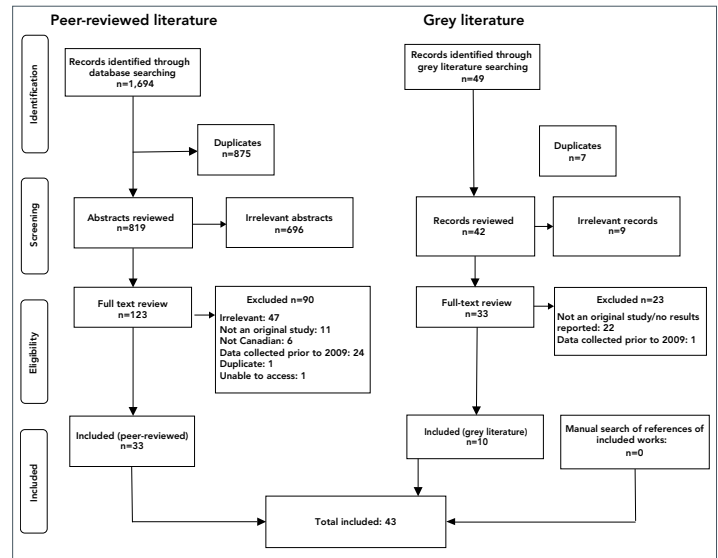 Peer-reviewed literature
Grey literature
Identification
Records identified through
database searching
n=1,694
Records identified through
grey literature searching
n=49
Duplicates
n=875
Duplicates
n=7
Screening
Abstracts reviewed
n=819
Irrelevant abstracts
n=696
Records reviewed
n=42
Irrelevant records
n=9
Eligibility
Full text review
n=123
Excluded n=90
Irrelevant: 47
Not an original study: 11
Not Canadian: 6
Data collected prior to 2009: 24
Duplicate: 1
Unable to access: 1
Full-text review
n=33
Excluded n=23
Not an original study/no results
reported: 22
Data collected prior to 2009: 1
Included
Included (peer-reviewed)
n=33
Included (grey literature)
n=10
Manual search of references of
included works:
n=0
Total included: 43